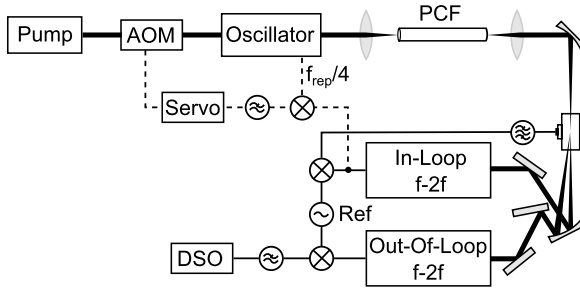 Pump
AOM
Oscillator
PCF
f_rep/4
Servo
In-Loop
f-2f
Ref
DSO
Out-Of-Loop
f-2f